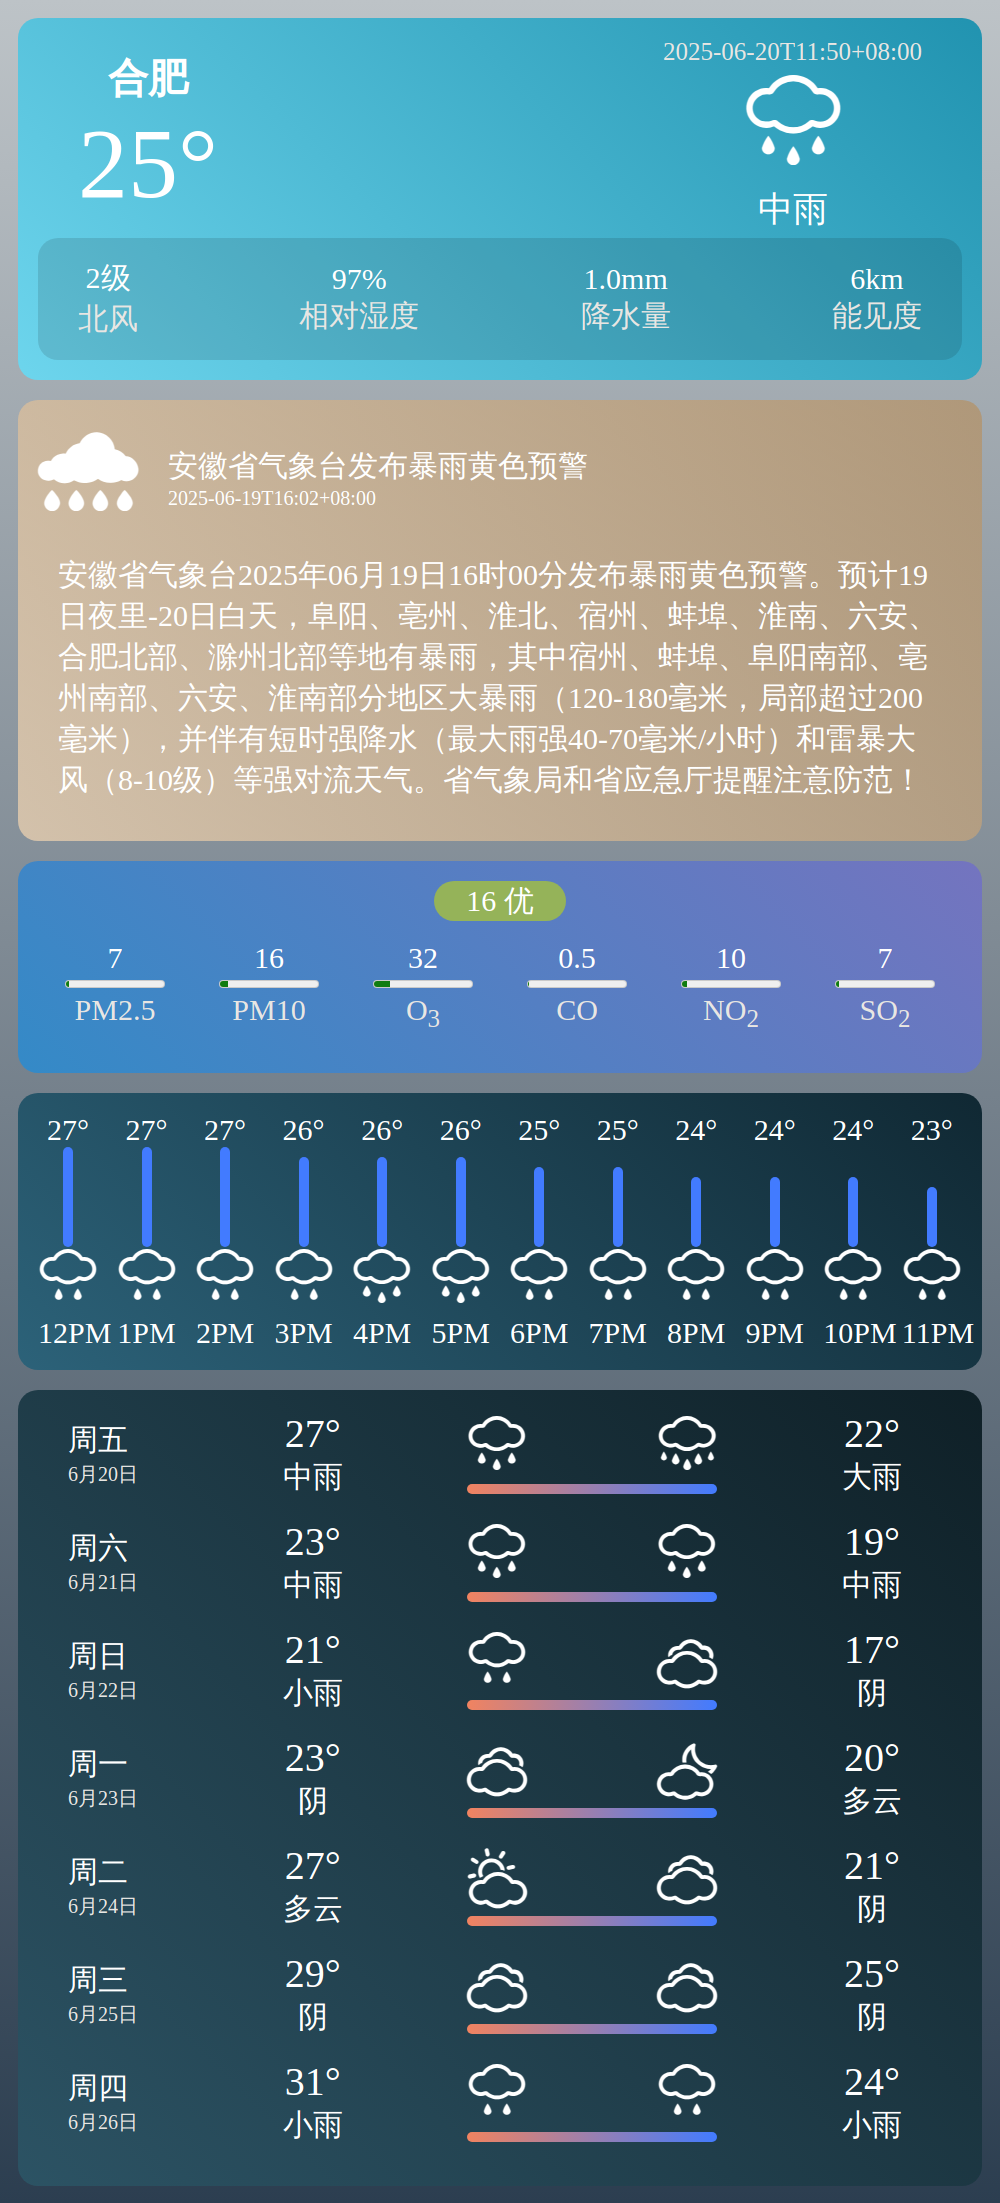 合肥
2025-06-20T11:50+08:00
25°
中雨
2级 97% 1.0mm 6km
北风 相对湿度 降水量 能见度
安徽省气象台发布暴雨黄色预警
2025-06-19T16:02+08:00
安徽省气象台2025年06月19日16时00分发布暴雨黄色预警。预计19
日夜里-20日白天，阜阳、亳州、淮北、宿州、蚌埠、淮南、六安、
合肥北部、滁州北部等地有暴雨，其中宿州、蚌埠、阜阳南部、亳
州南部、六安、淮南部分地区大暴雨（120-180毫米，局部超过200
毫米），并伴有短时强降水（最大雨强40-70毫米/小时）和雷暴大
风（8-10级）等强对流天气。省气象局和省应急厅提醒注意防范！
16 优
7 16 32 0.5 10 7
PM2.5 PM10 O3 CO NO2 SO2
27° 27° 27° 26° 26° 26° 25° 25° 24° 24° 24° 23°
12PM 1PM 2PM 3PM 4PM 5PM 6PM 7PM 8PM 9PM 10PM 11PM
周五 27° 22°
6月20日 中雨 大雨
周六 23° 19°
6月21日 中雨 中雨
周日 21° 17°
6月22日 小雨 阴
周一 23° 20°
6月23日 阴 多云
周二 27° 21°
6月24日 多云 阴
周三 29° 25°
6月25日 阴 阴
周四 31° 24°
6月26日 小雨 小雨